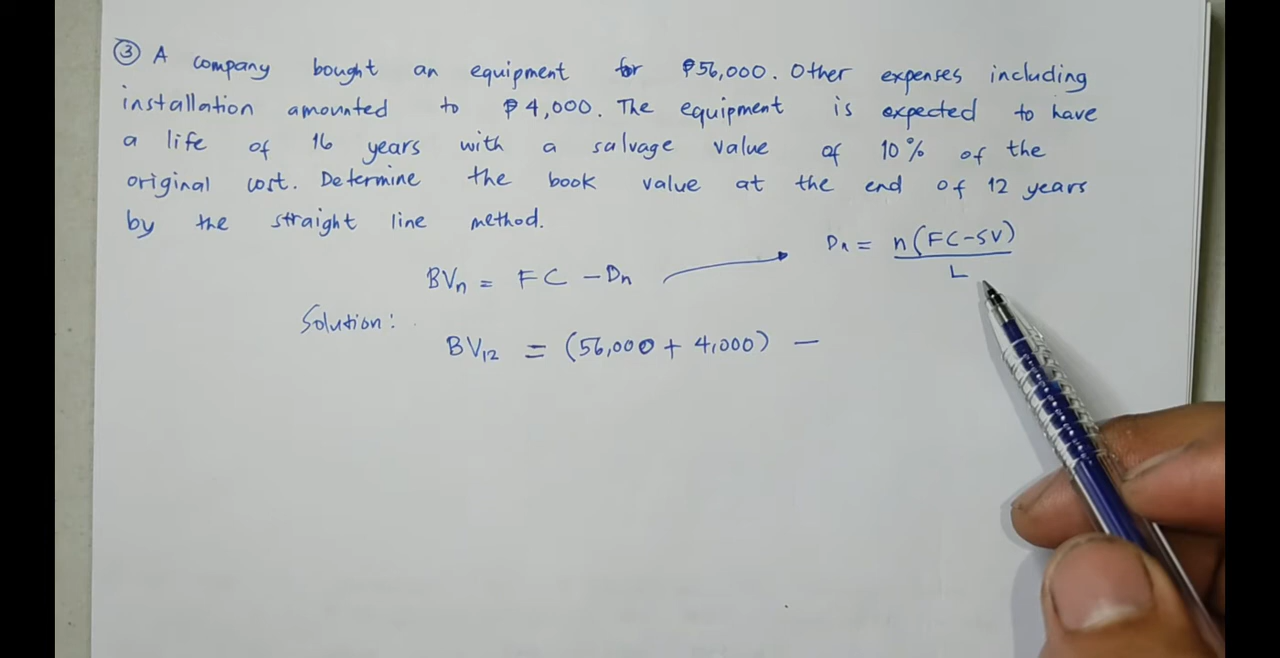 ③ A company bought an equipment for ₱56,000. Other expenses including
installation amounted to ₱4,000. The equipment is expected to have
a life of 16 years with a salvage value of 10% of the
original cost. Determine the book value at the end of 12 years
by the straight line method.
BVn = FC - Dn → Dn = n(FC-SV)/L
Solution:
BV12 = (56,000 + 4,000) -